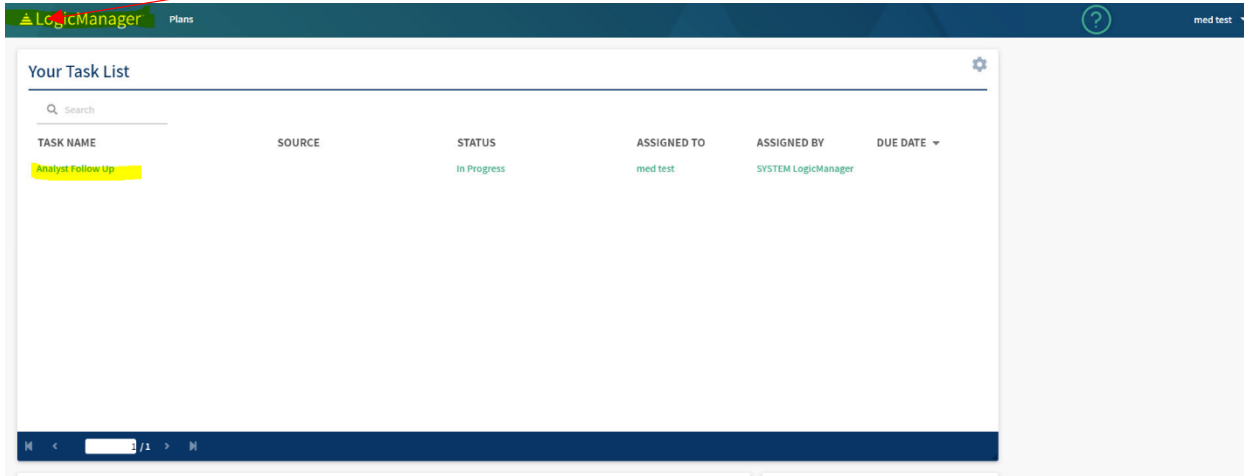 LogicManager Plans ? med test
Your Task List
Search
TASK NAME SOURCE STATUS ASSIGNED TO ASSIGNED BY DUE DATE
Analyst Follow Up In Progress med test SYSTEM LogicManager
1 / 1